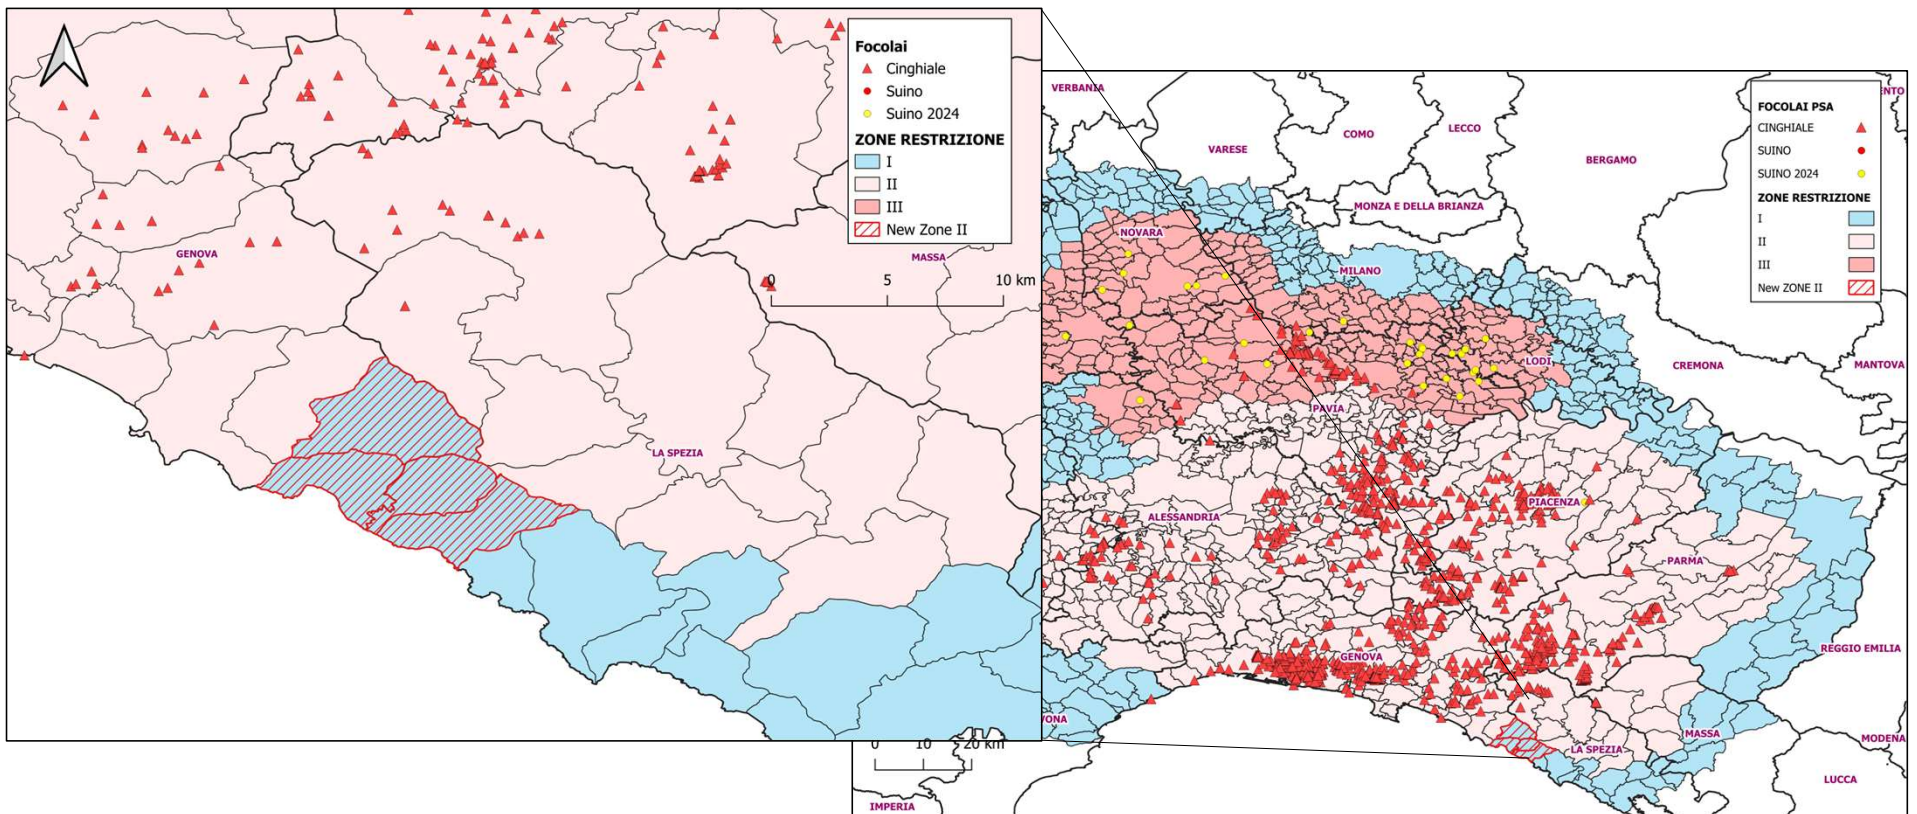 Focolai
Cinghiale
Suino
Suino 2024
ZONE RESTRIZIONE
I
II
III
New Zone II
GENOVA
MASSA
0 5 10 km
LA SPEZIA
VERBANIA
VARESE
COMO
LECCO
BERGAMO
ENTO
FOCOLAI PSA
CINGHIALE
SUINO
SUINO 2024
ZONE RESTRIZIONE
I
II
III
New ZONE II
MONZA E DELLA BRIANZA
NOVARA
MILANO
LODI
CREMONA
MANTOVA
PAVIA
PIACENZA
ALESSANDRIA
PARMA
GENOVA
REGGIO EMILIA
VONA
MASSA
MODENA
LA SPEZIA
LUCCA
0 10 20 km
IMPERIA